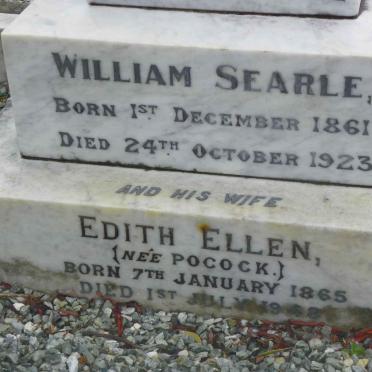 WILLIAM SEARLE,
BORN 1ST DECEMBER 1861
DIED 24TH OCTOBER 1923
AND HIS WIFE
EDITH ELLEN,
{NÉE POCOCK.}
BORN 7TH JANUARY 1865
DIED 1ST JULY